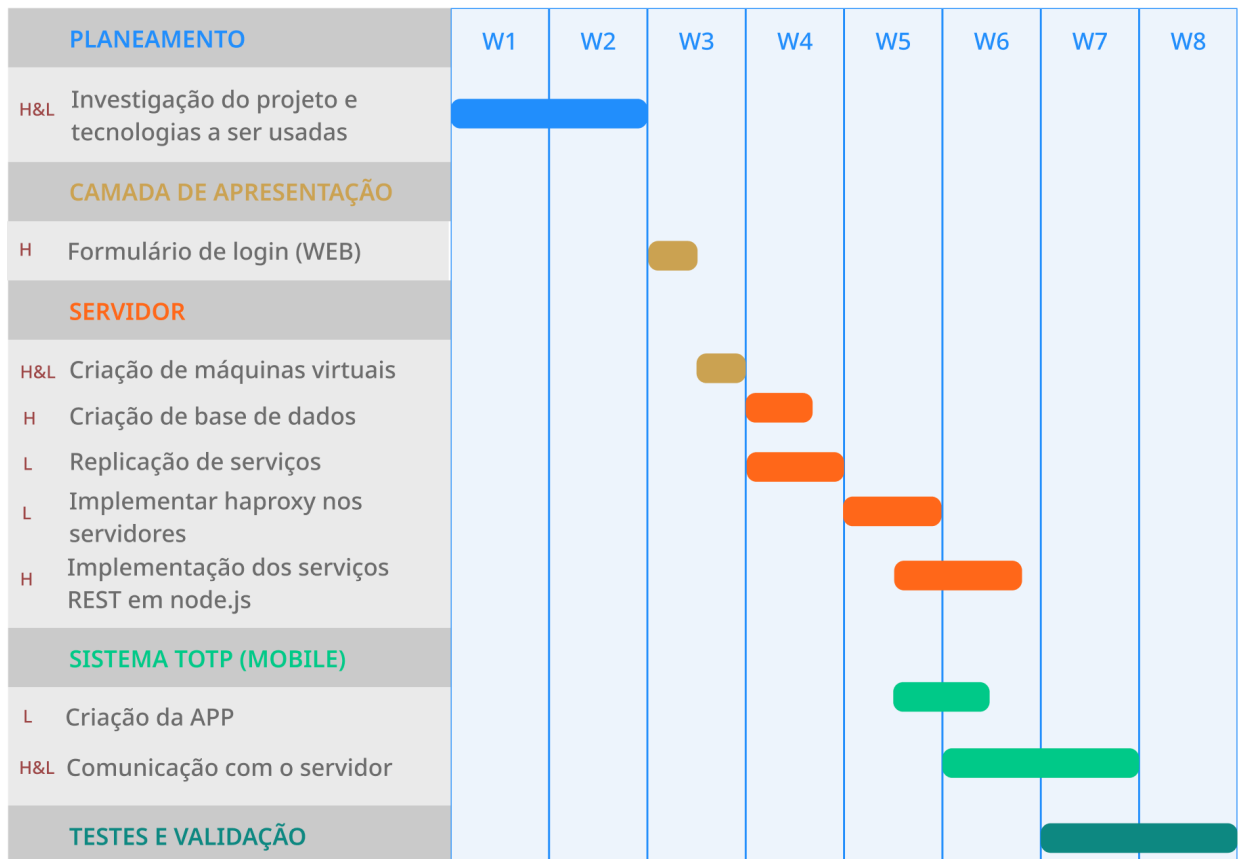 PLANEAMENTO W1 W2 W3 W4 W5 W6 W7 W8
H&L Investigação do projeto e
tecnologias a ser usadas
CAMADA DE APRESENTAÇÃO
H Formulário de login (WEB)
SERVIDOR
H&L Criação de máquinas virtuais
H Criação de base de dados
L Replicação de serviços
L Implementar haproxy nos
servidores
H Implementação dos serviços
REST em node.js
SISTEMA TOTP (MOBILE)
L Criação da APP
H&L Comunicação com o servidor
TESTES E VALIDAÇÃO